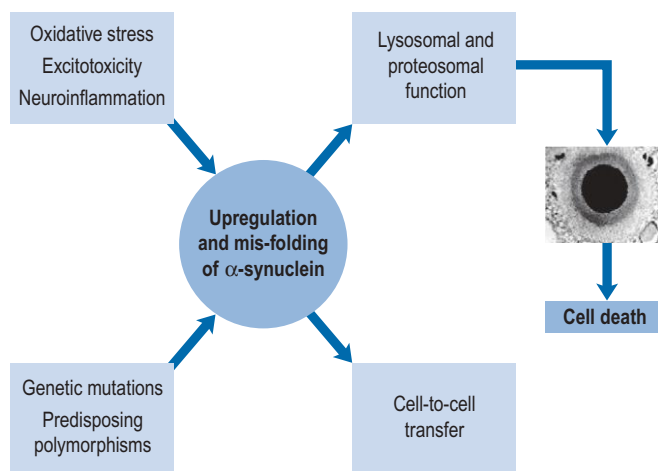 Oxidative stress
Excitotoxicity
Neuroinflammation
Lysosomal and
proteosomal
function
Upregulation
and mis-folding
of α-synuclein
Cell death
Genetic mutations
Predisposing
polymorphisms
Cell-to-cell
transfer